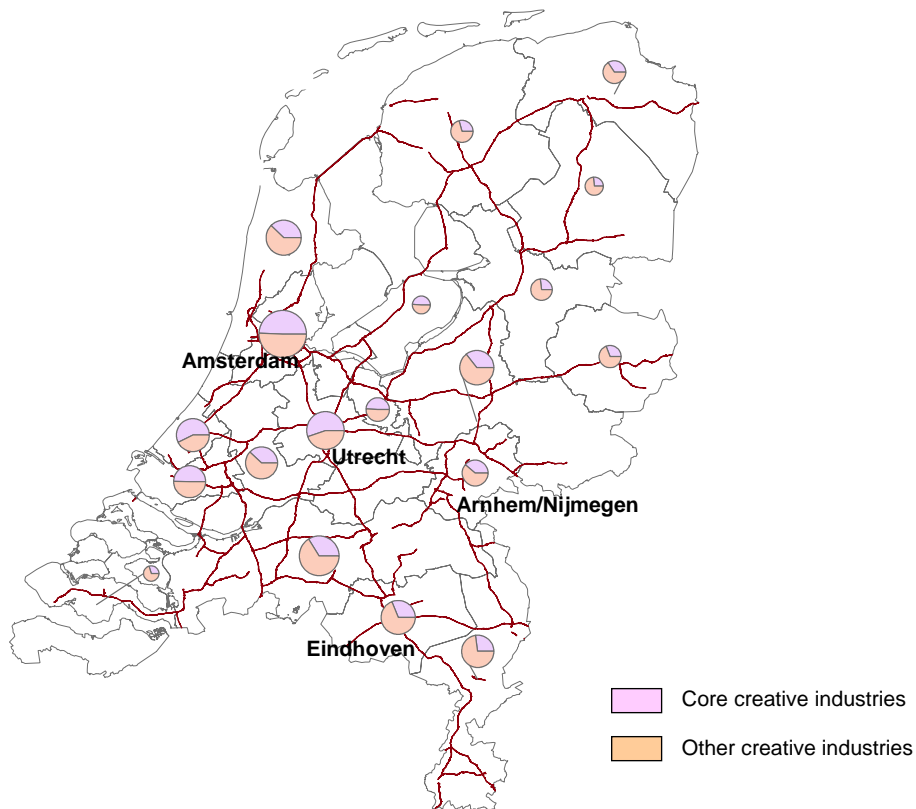 Amsterdam
Utrecht
Arnhem/Nijmegen
Eindhoven
Core creative industries
Other creative industries